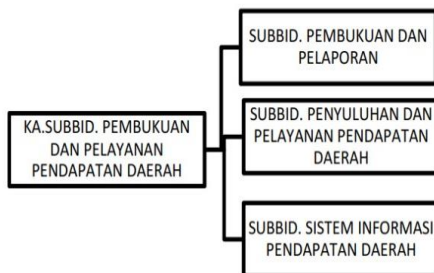 SUBBID. PEMBUKUAN DAN
PELAPORAN
KA.SUBBID. PEMBUKUAN
DAN PELAYANAN
PENDAPATAN DAERAH
SUBBID. PENYULUHAN DAN
PELAYANAN PENDAPATAN
DAERAH
SUBBID. SISTEM INFORMASI
PENDAPATAN DAERAH